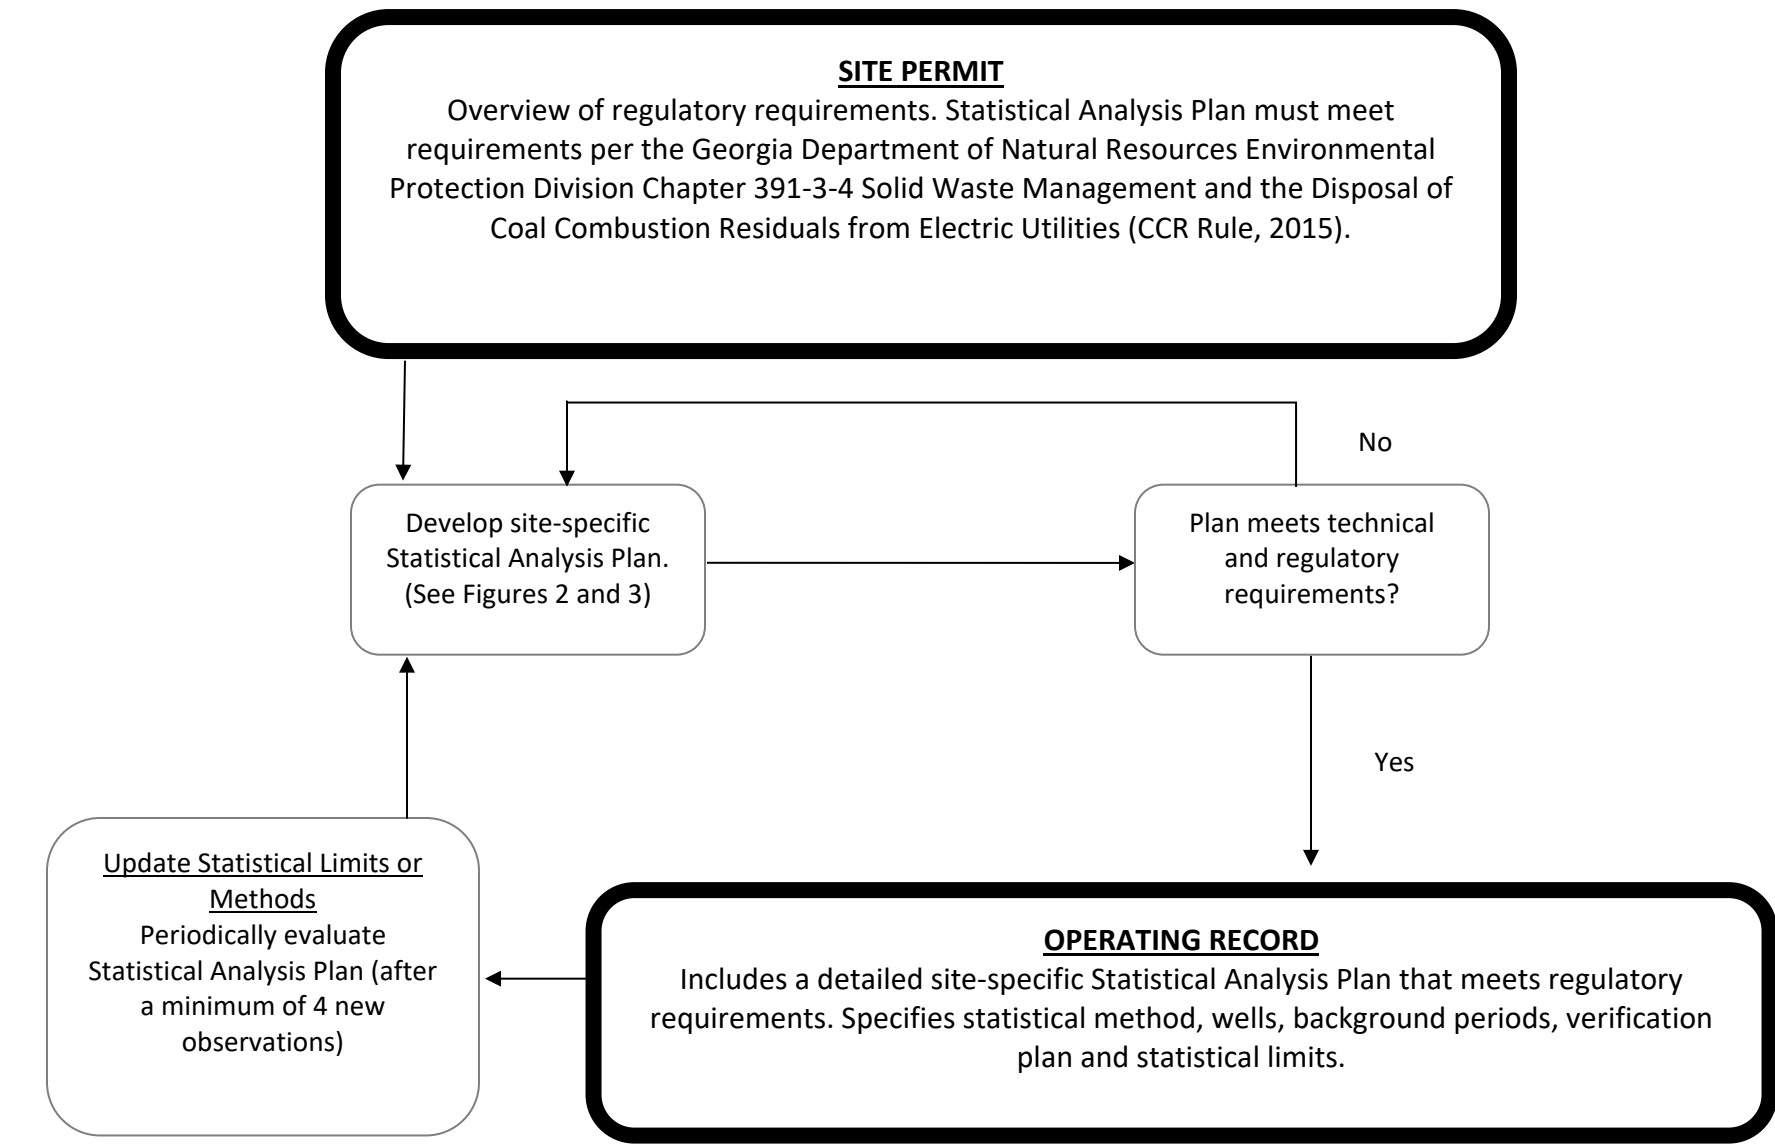 SITE PERMIT
Overview of regulatory requirements. Statistical Analysis Plan must meet
requirements per the Georgia Department of Natural Resources Environmental
Protection Division Chapter 391-3-4 Solid Waste Management and the Disposal of
Coal Combustion Residuals from Electric Utilities (CCR Rule, 2015).
No
Develop site-specific
Statistical Analysis Plan.
(See Figures 2 and 3)
Plan meets technical
and regulatory
requirements?
Yes
Update Statistical Limits or
Methods
Periodically evaluate
Statistical Analysis Plan (after
a minimum of 4 new
observations)
OPERATING RECORD
Includes a detailed site-specific Statistical Analysis Plan that meets regulatory
requirements. Specifies statistical method, wells, background periods, verification
plan and statistical limits.